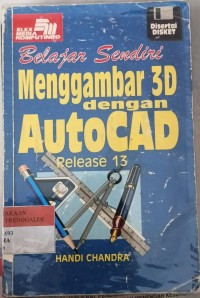 ELEX
MEDIA
KOMPUTINDO
Disertai
DISKET
Belajar Sendiri
Menggambar 3D
dengan
AutoCAD
Release 13
HANDI CHANDRA